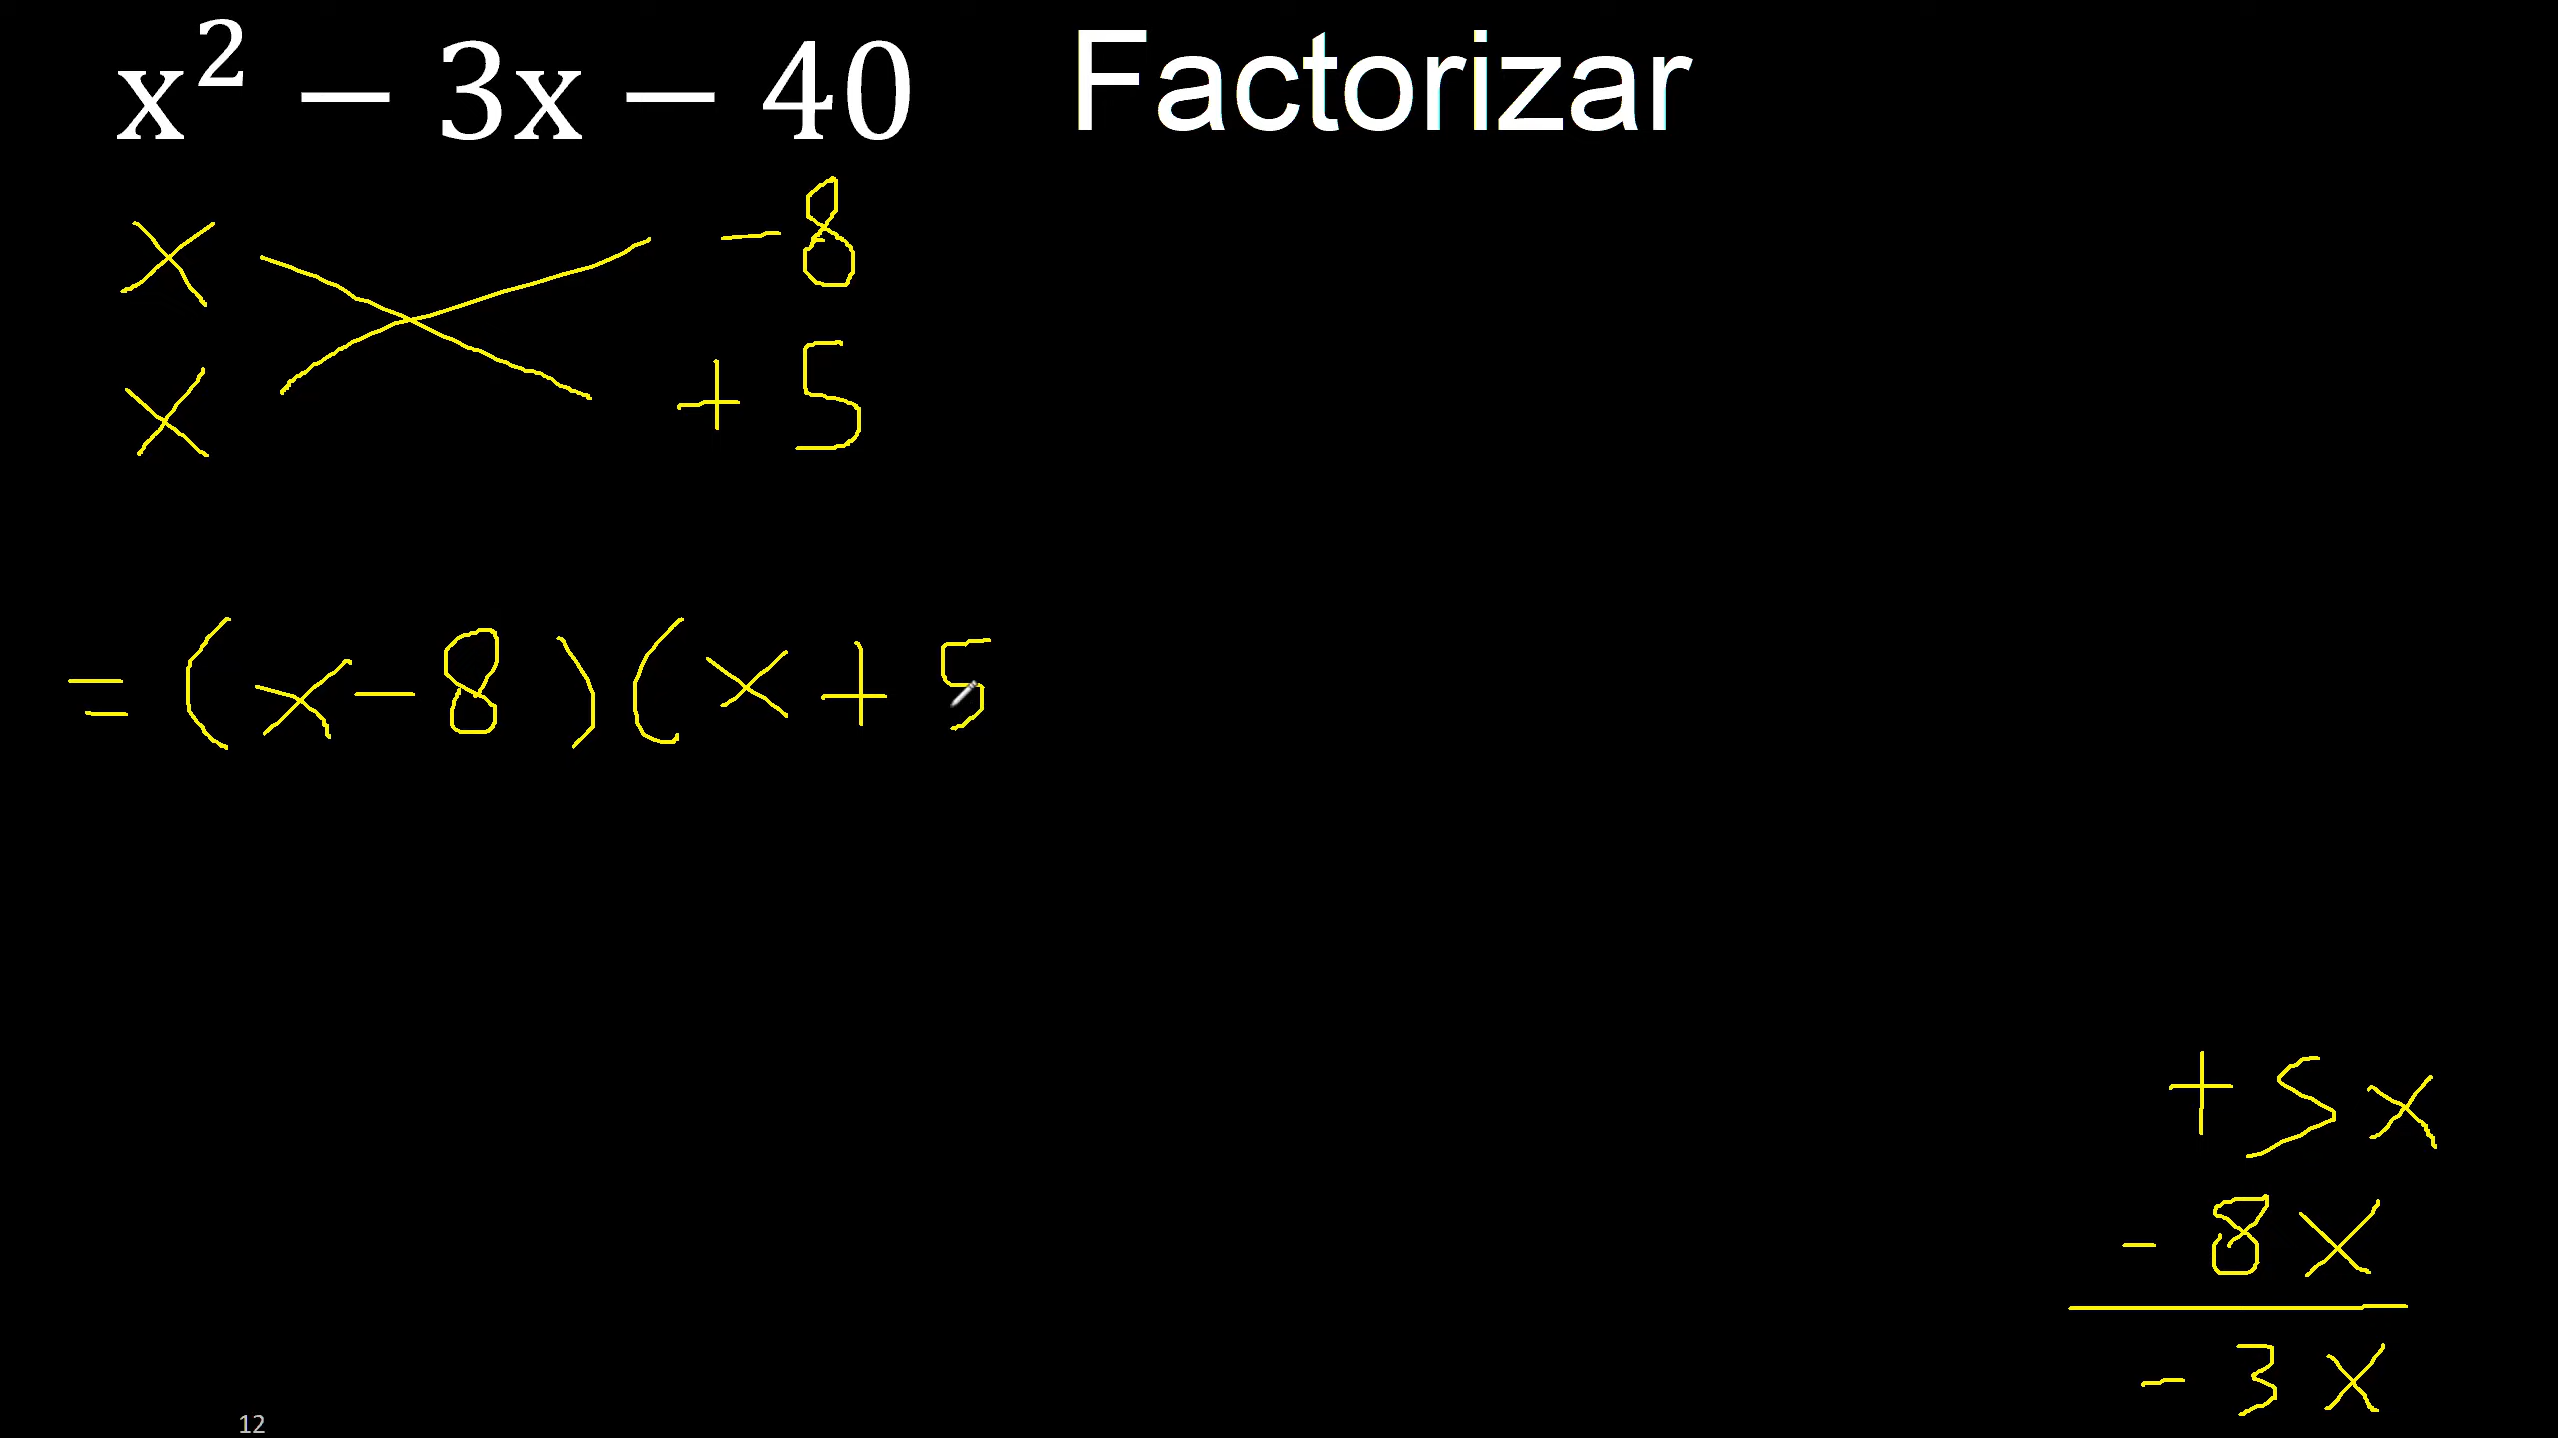 x² − 3x − 40 Factorizar
x −8
x +5
= (x−8)(x+5
+5x
−8x
−3x
12